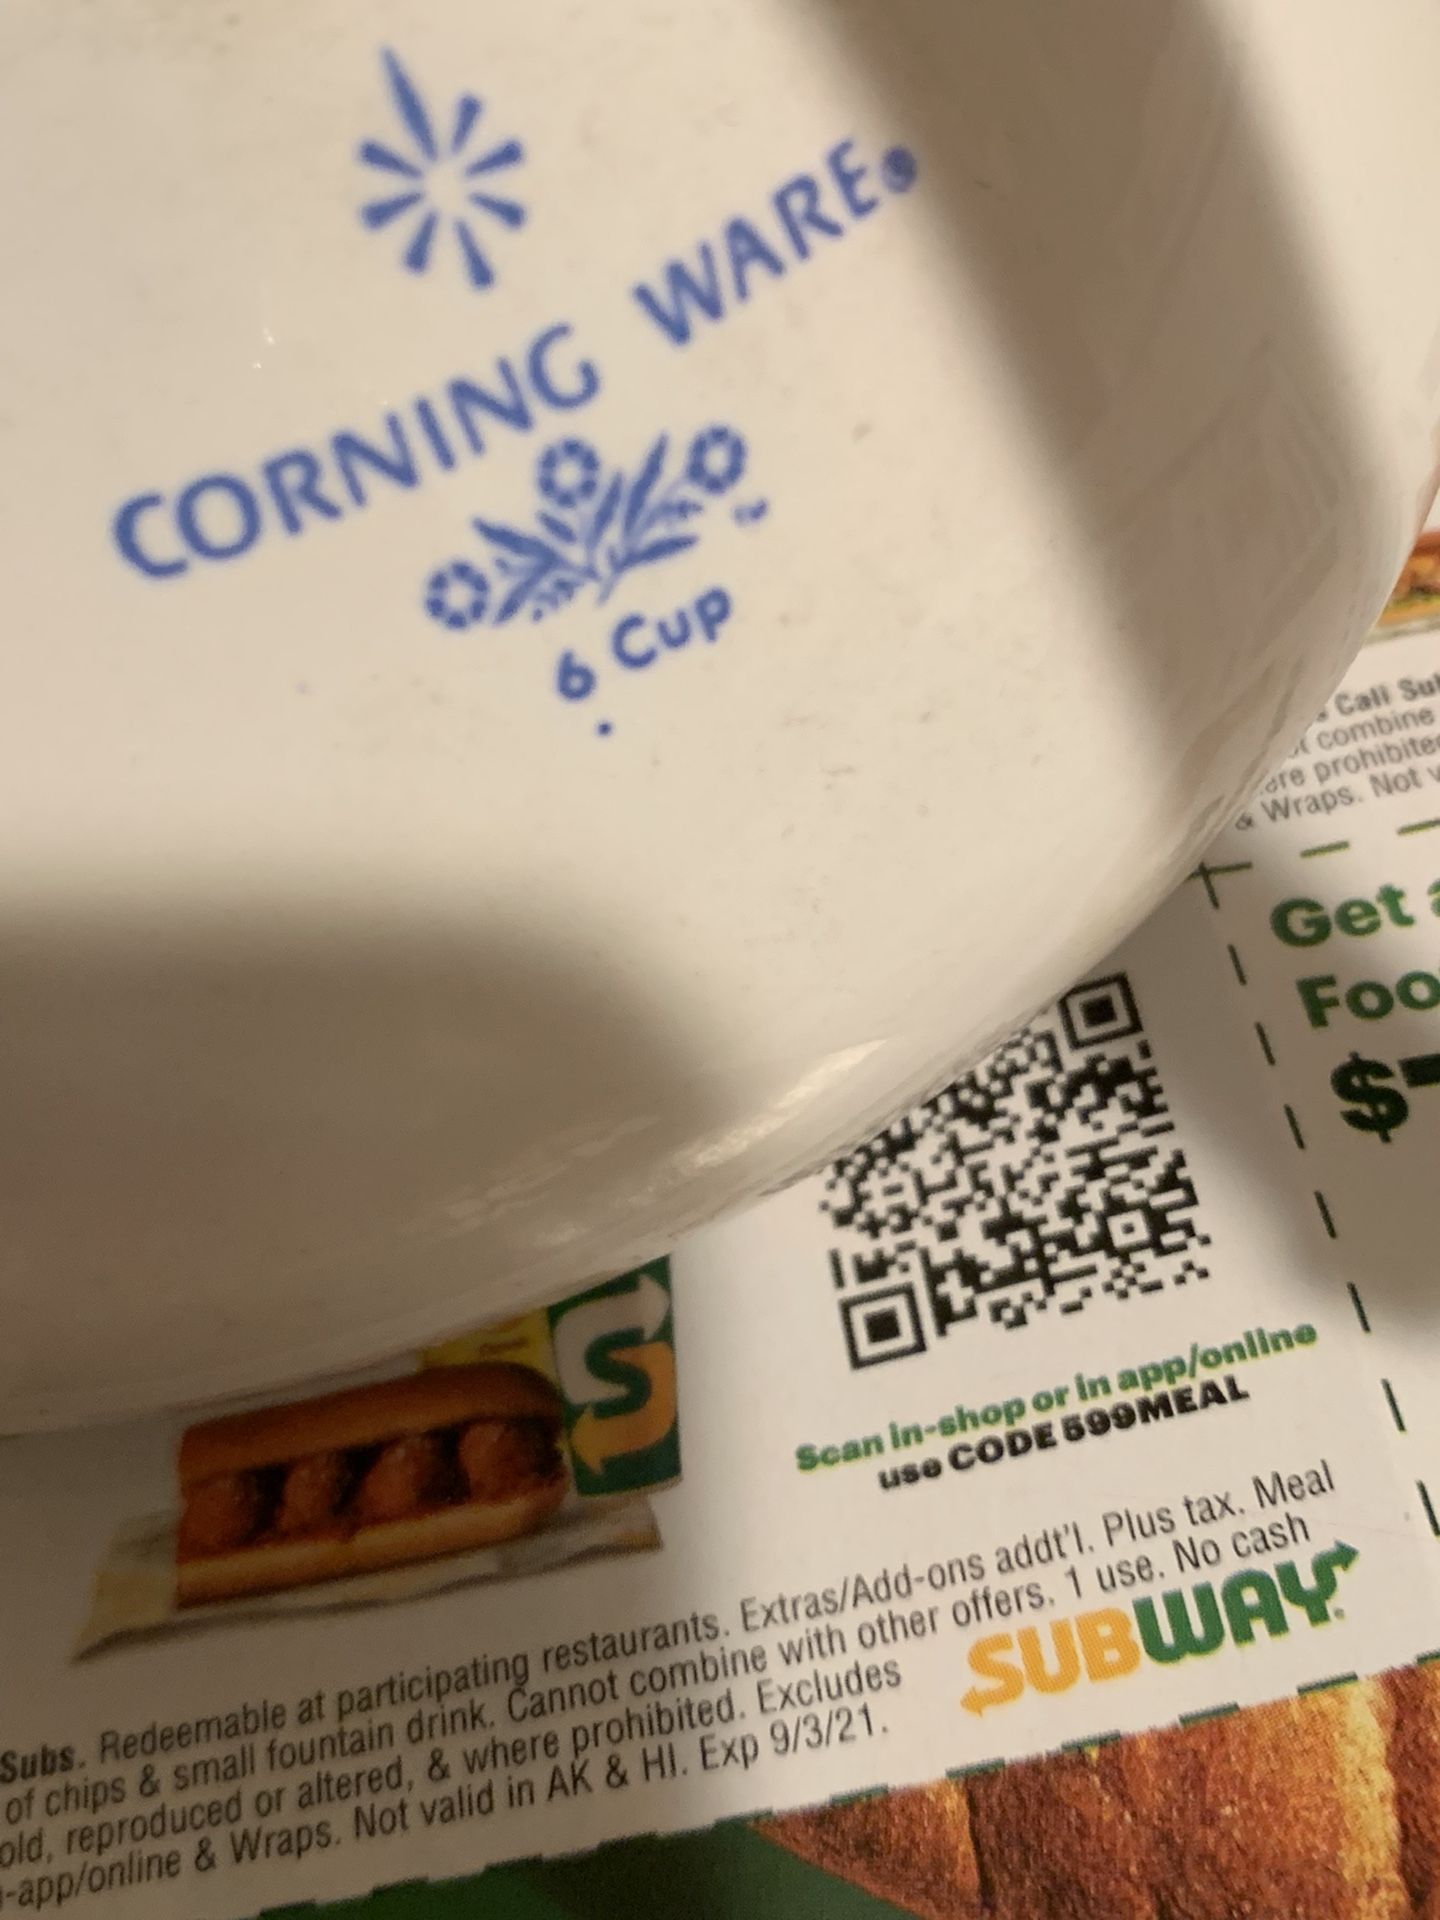 CORNING WARE®
™
6 Cup
Call
combine
prohibited
& Wraps. Not
Get
$
Scan in-shop or in app/online
use CODE 599MEAL
Subs. Redeemable at participating restaurants. Extras/Add-ons addt'l. Plus tax. Meal
of chips & small fountain drink. Cannot combine with other offers. 1 use. No cash
reproduced or altered, & where prohibited. Excludes
app/online & Wraps. Not valid in AK & HI. Exp 9/3/21.
SUBWAY®